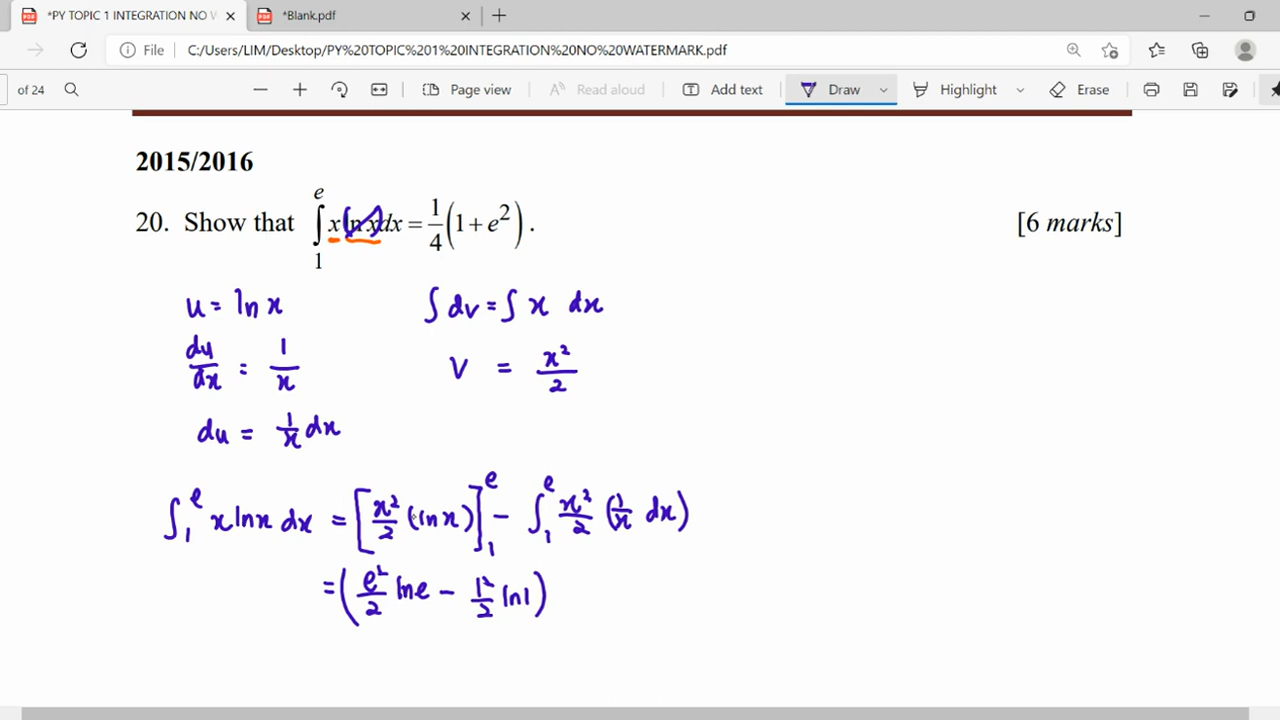 *PY TOPIC 1 INTEGRATION NO W
*Blank.pdf
File C:/Users/LIM/Desktop/PY%20TOPIC%201%20INTEGRATION%20NO%20WATERMARK.pdf
of 24 Page view Read aloud Add text Draw Highlight Erase
2015/2016
20. Show that ∫₁ᵉ x ln x dx = 1/4 (1 + e²). [6 marks]
u = ln x ∫ dv = ∫ x dx
du/dx = 1/x v = x²/2
du = 1/x dx
∫₁ᵉ x ln x dx = [x²/2 (ln x)]₁ᵉ − ∫₁ᵉ x²/2 (1/x dx)
= (e²/2 ln e − 1²/2 ln 1)